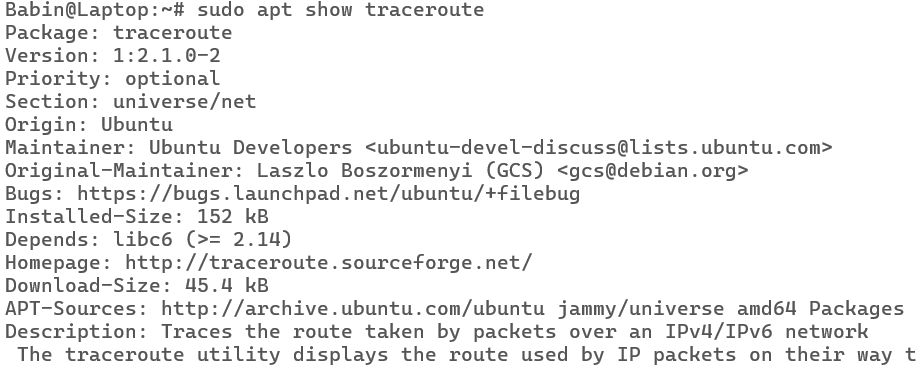 Babin@Laptop:~# sudo apt show traceroute
Package: traceroute
Version: 1:2.1.0-2
Priority: optional
Section: universe/net
Origin: Ubuntu
Maintainer: Ubuntu Developers <ubuntu-devel-discuss@lists.ubuntu.com>
Original-Maintainer: Laszlo Boszormenyi (GCS) <gcs@debian.org>
Bugs: https://bugs.launchpad.net/ubuntu/+filebug
Installed-Size: 152 kB
Depends: libc6 (>= 2.14)
Homepage: http://traceroute.sourceforge.net/
Download-Size: 45.4 kB
APT-Sources: http://archive.ubuntu.com/ubuntu jammy/universe amd64 Packages
Description: Traces the route taken by packets over an IPv4/IPv6 network
The traceroute utility displays the route used by IP packets on their way t